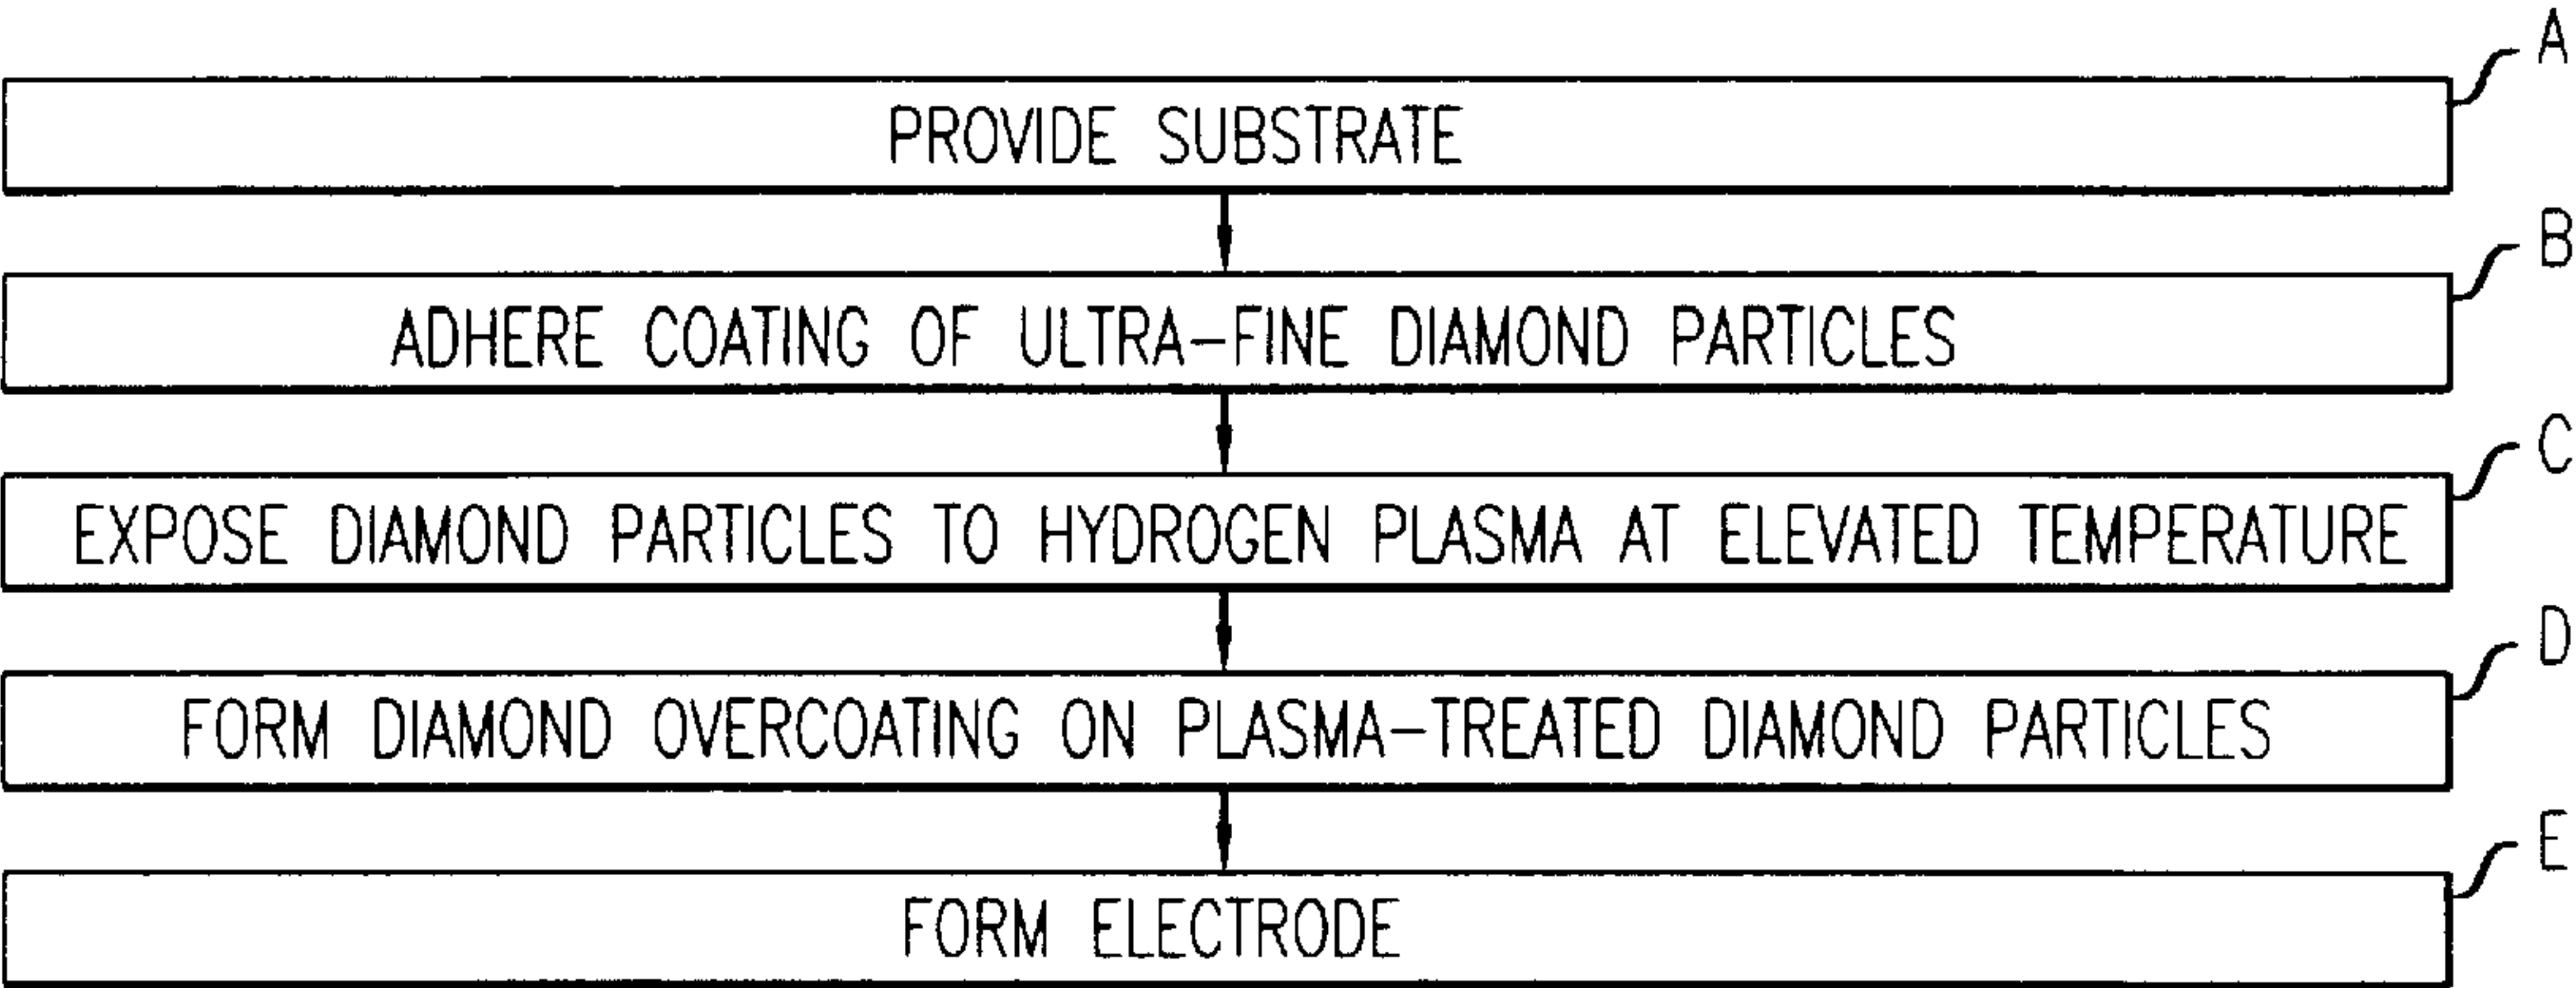 A
PROVIDE SUBSTRATE
B
ADHERE COATING OF ULTRA-FINE DIAMOND PARTICLES
C
EXPOSE DIAMOND PARTICLES TO HYDROGEN PLASMA AT ELEVATED TEMPERATURE
D
FORM DIAMOND OVERCOATING ON PLASMA-TREATED DIAMOND PARTICLES
E
FORM ELECTRODE